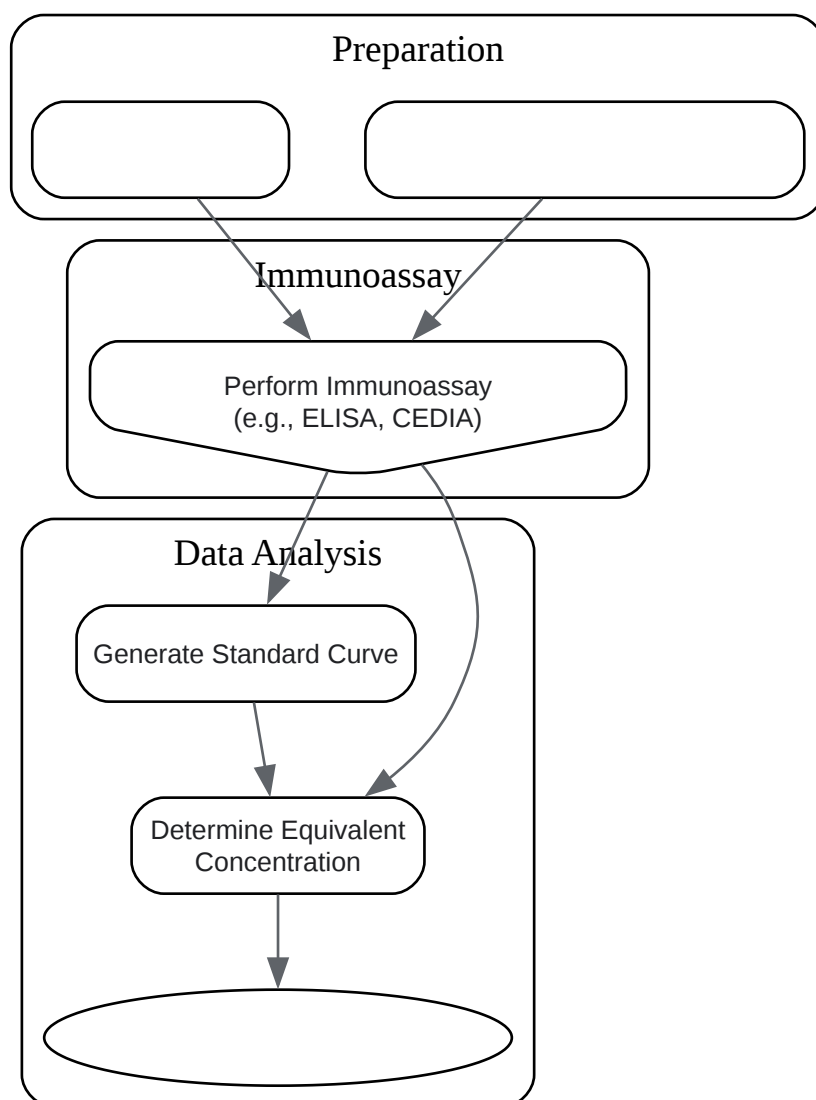 Preparation
Immunoassay
Perform Immunoassay
(e.g., ELISA, CEDIA)
Data Analysis
Generate Standard Curve
Determine Equivalent
Concentration